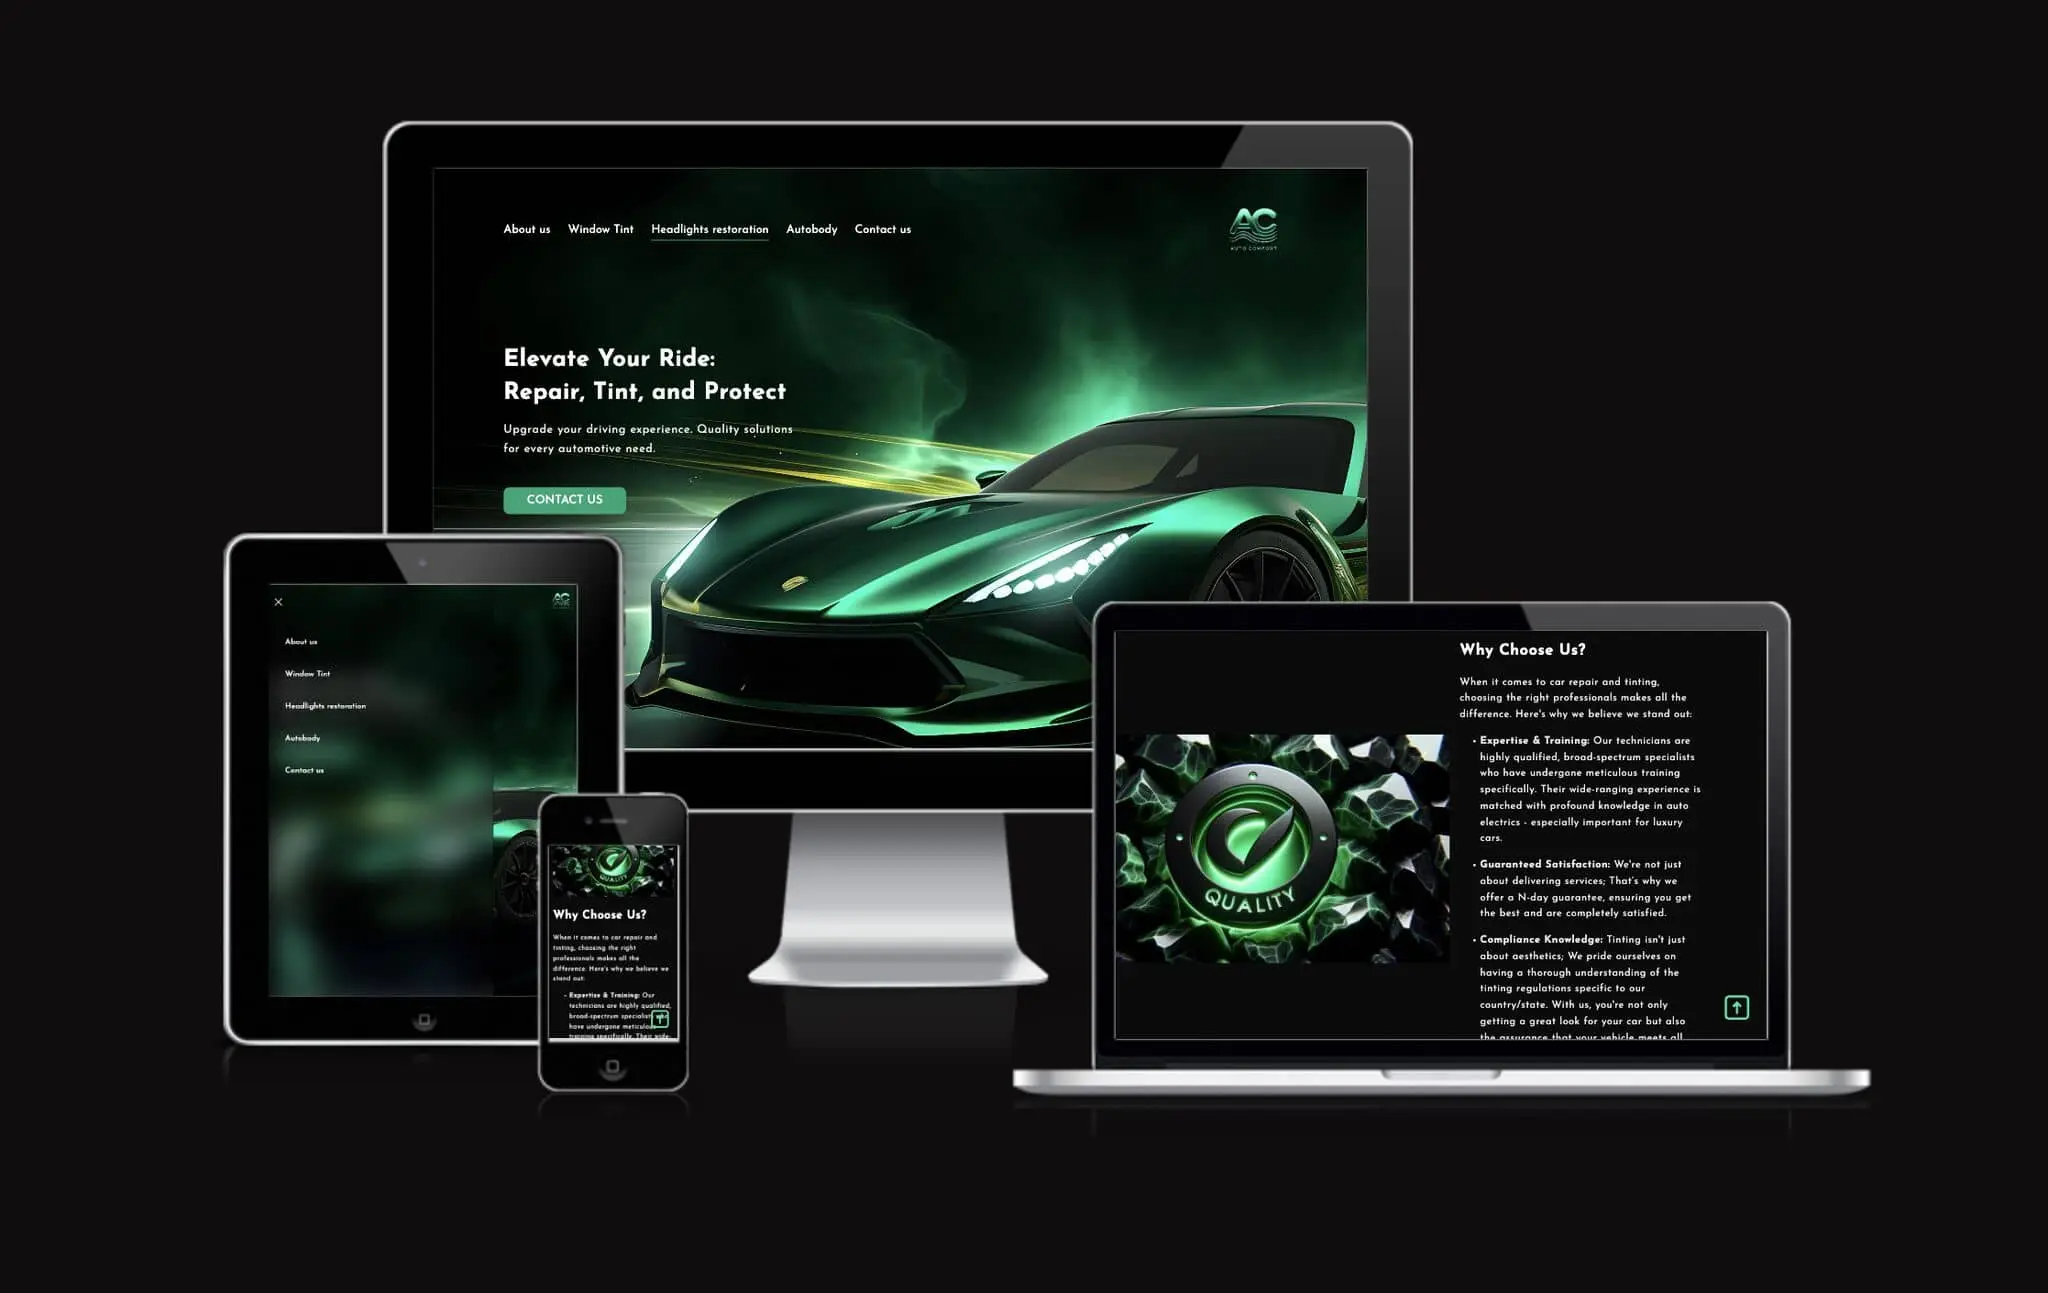 About us Window Tint Headlights restoration Autobody Contact us
AC
AUTO COMFORT
Elevate Your Ride:
Repair, Tint, and Protect
Upgrade your driving experience. Quality solutions
for every automotive need.
CONTACT US
AC
About us
Window Tint
Headlights restoration
Autobody
Contact us
QUALITY
Why Choose Us?
When it comes to car repair and
tinting, choosing the right
professionals makes all the
difference. Here's why we believe we
stand out:
• Expertise & Training: Our
technicians are highly qualified,
broad-spectrum specialists who
have undergone meticulous
training specifically. Their wide-
QUALITY
Why Choose Us?
When it comes to car repair and tinting,
choosing the right professionals makes all the
difference. Here's why we believe we stand out:
• Expertise & Training: Our technicians are
highly qualified, broad-spectrum specialists
who have undergone meticulous training
specifically. Their wide-ranging experience is
matched with profound knowledge in auto
electrics - especially important for luxury
cars.
• Guaranteed Satisfaction: We're not just
about delivering services; That's why we
offer a N-day guarantee, ensuring you get
the best and are completely satisfied.
• Compliance Knowledge: Tinting isn't just
about aesthetics; We pride ourselves on
having a thorough understanding of the
tinting regulations specific to our
country/state. With us, you're not only
getting a great look for your car but also
the assurance that your vehicle meets all